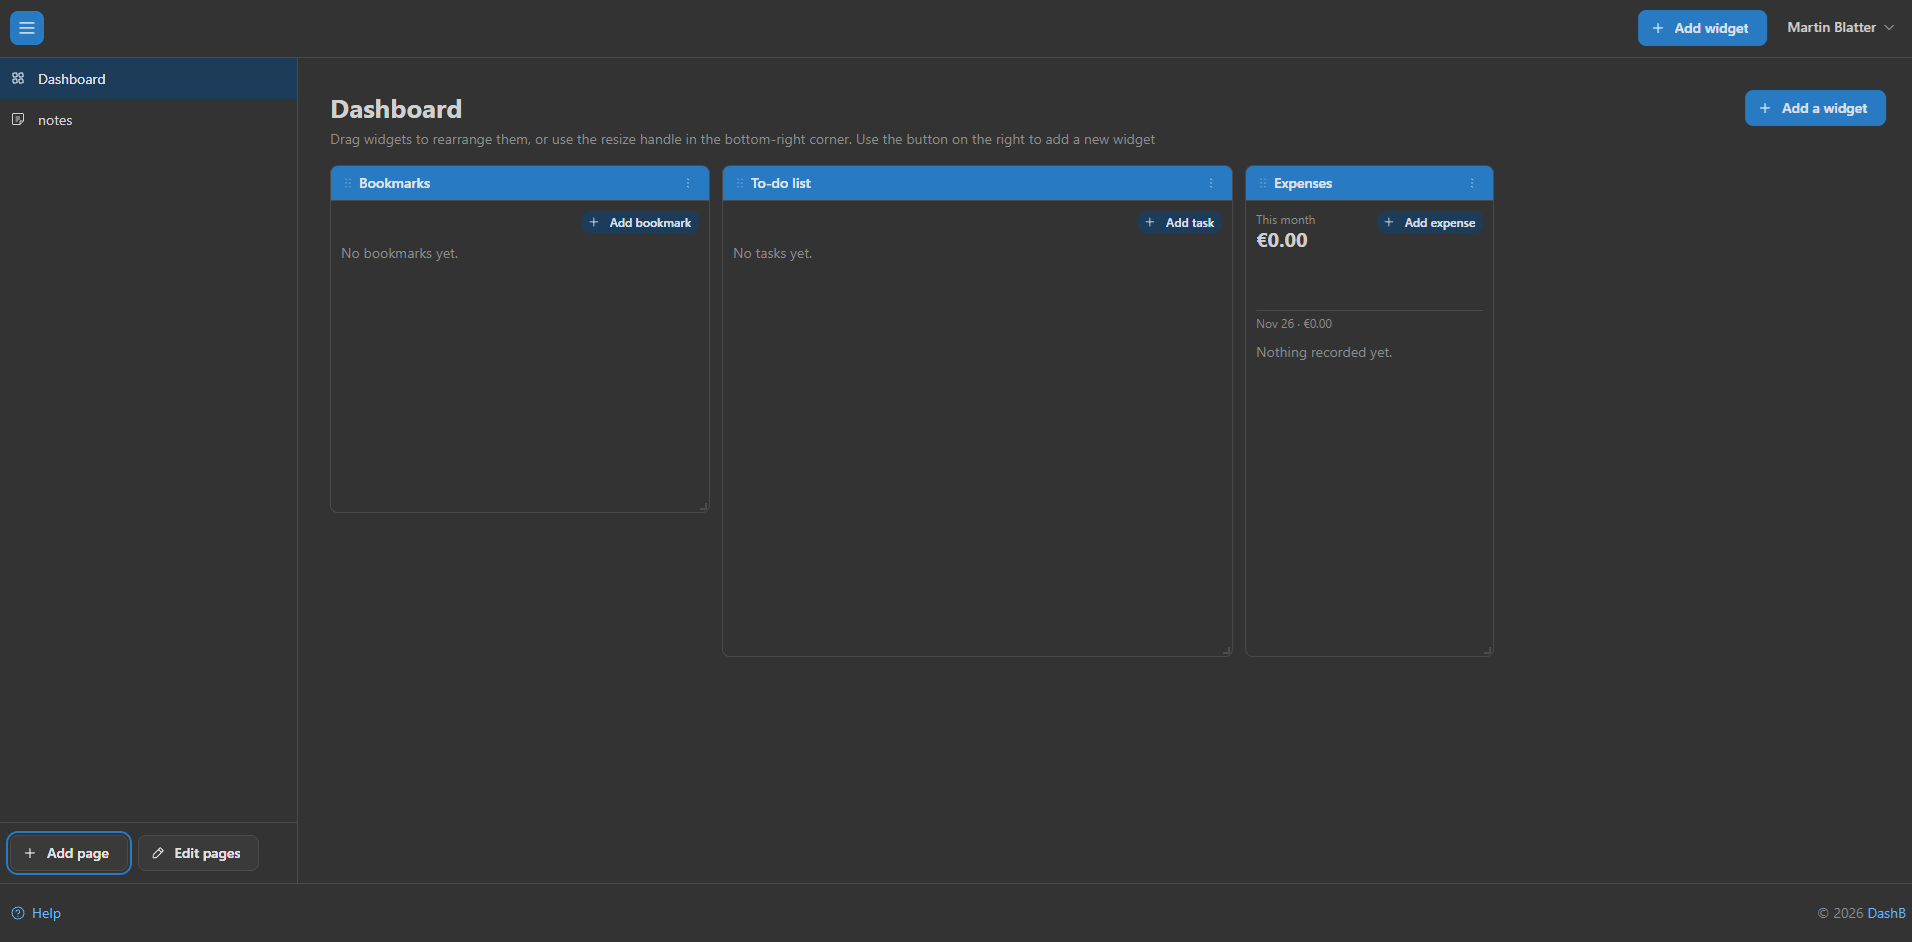 Add widget
Martin Blatter
Dashboard
notes
Dashboard
Add a widget
Drag widgets to rearrange them, or use the resize handle in the bottom-right corner. Use the button on the right to add a new widget
Bookmarks
Add bookmark
No bookmarks yet.
To-do list
Add task
No tasks yet.
Expenses
This month
€0.00
Add expense
Nov 26 · €0.00
Nothing recorded yet.
Add page
Edit pages
Help
© 2026 DashB